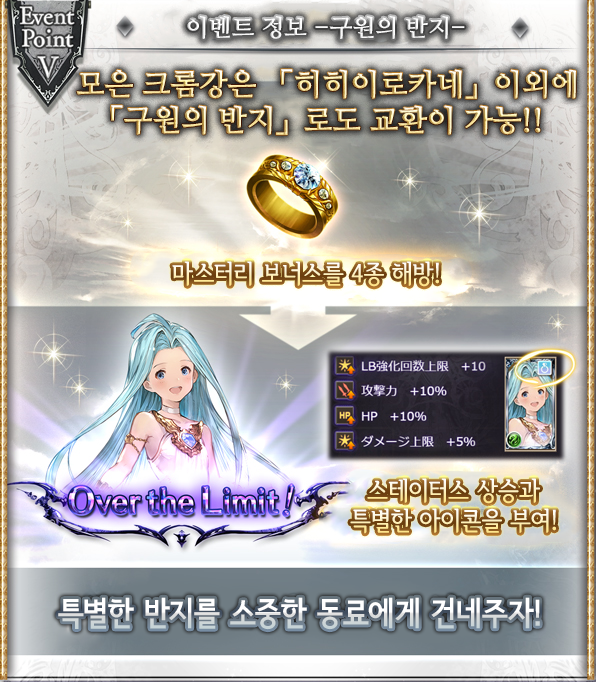 Event
Point
V
이벤트 정보 -구원의 반지-
모은 크롬강은 「히히이로카네」 이외에
「구원의 반지」로도 교환이 가능!!
마스터리 보너스를 4종 해방!
LB強化回数上限 +10
攻撃力 +10%
HP HP +10%
ダメージ上限 +5%
Over the Limit!
스테이터스 상승과
특별한 아이콘을 부여!
특별한 반지를 소중한 동료에게 건네주자!